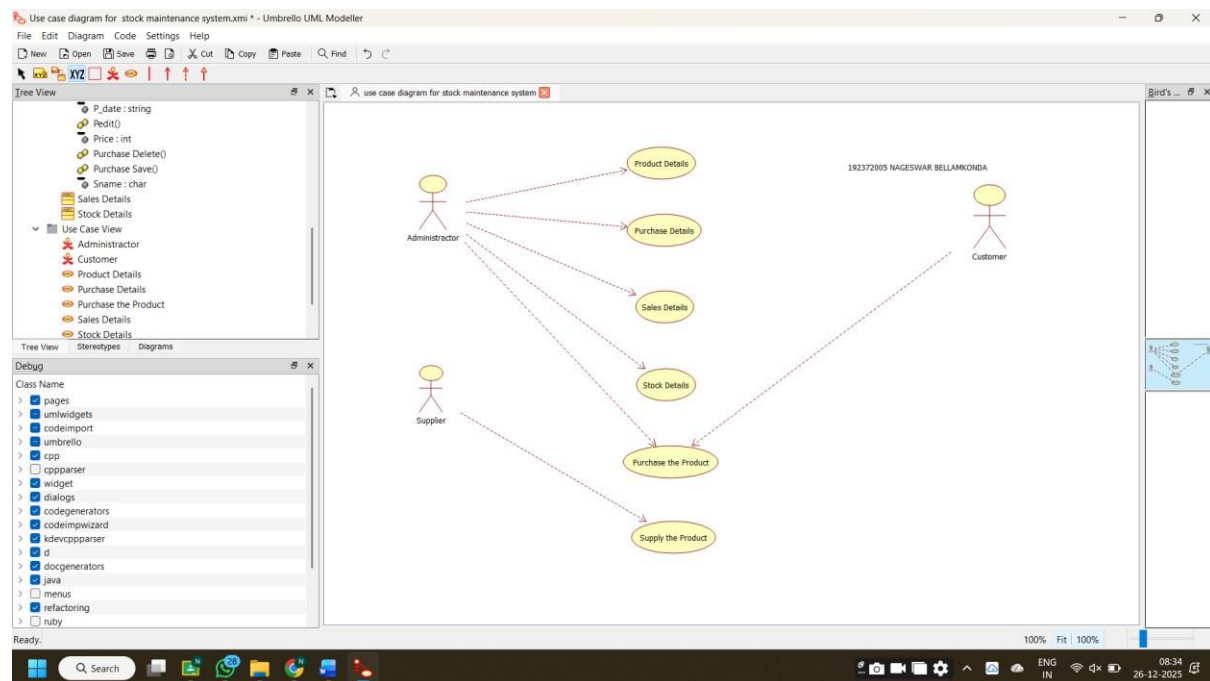 Use case diagram for stock maintenance system.xmi * - Umbrello UML Modeller
File Edit Diagram Code Settings Help
New Open Save Cut Copy Paste Find
XYZ
Tree View
P_date : string
Pedit()
Price : int
Purchase Delete()
Purchase Save()
Sname : char
Sales Details
Stock Details
Use Case View
Administractor
Customer
Product Details
Purchase Details
Purchase the Product
Sales Details
Stock Details
Tree View Stereotypes Diagrams
Debug
Class Name
pages
umlwidgets
codeimport
umbrello
cpp
cppparser
widget
dialogs
codegenerators
codeimpwizard
kdevcppparser
d
docgenerators
java
menus
refactoring
ruby
use case diagram for stock maintenance system
Product Details
192372005 NAGESWAR BELLAMKONDA
Administractor
Purchase Details
Customer
Sales Details
Stock Details
Supplier
Purchase the Product
Supply the Product
Bird's ...
Ready.
100% Fit 100%
Search
28
ENG
IN
08:34
26-12-2025